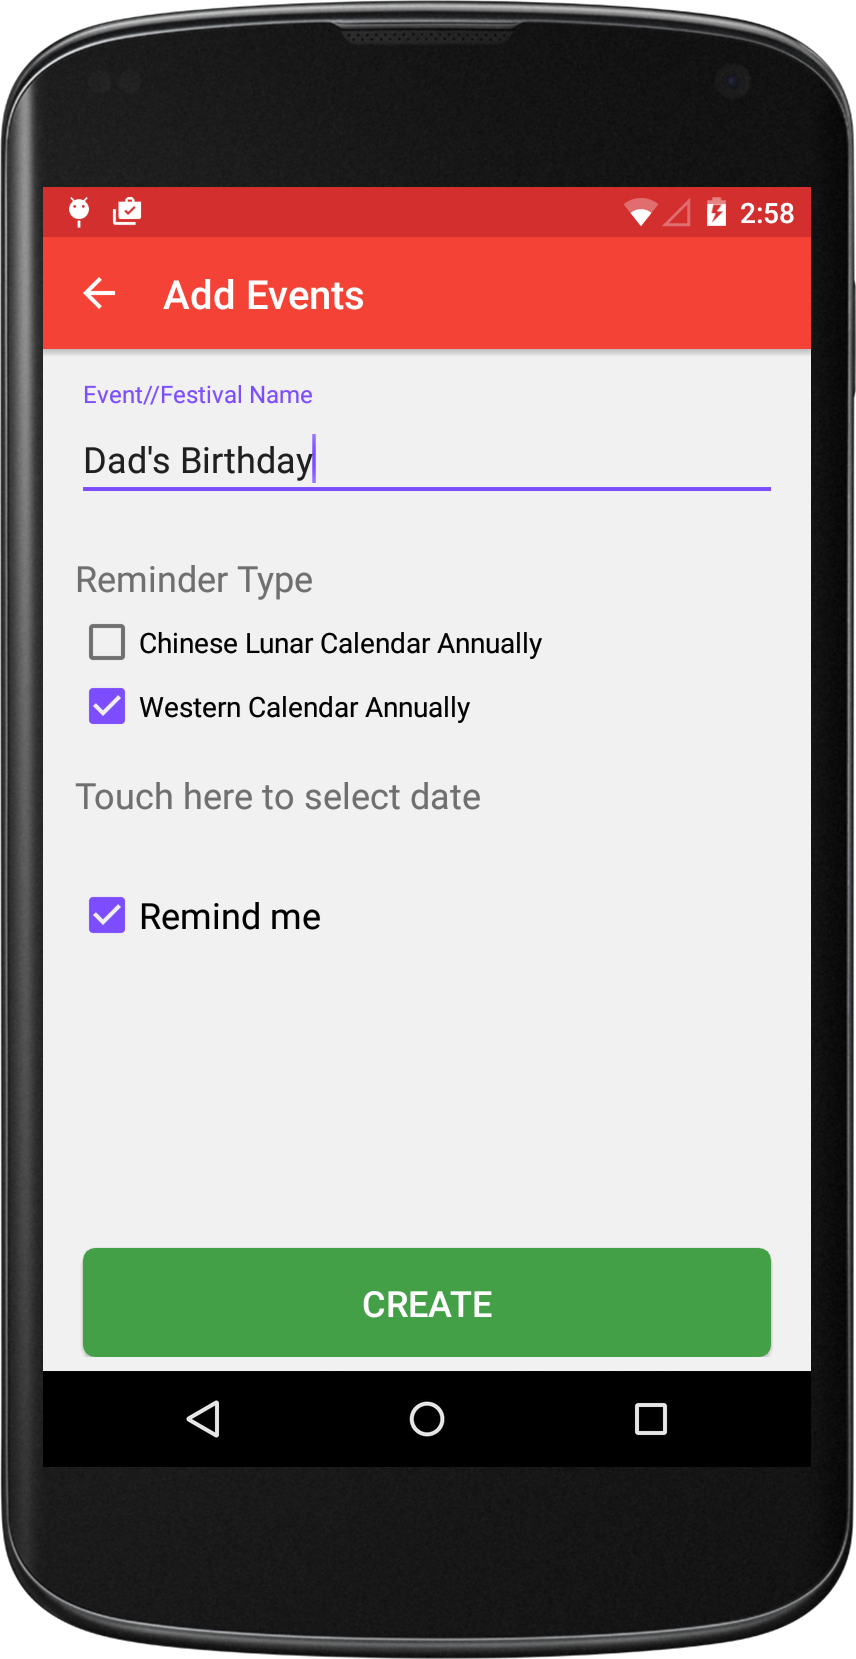 2:58
Add Events
Event//Festival Name
Dad's Birthday
Reminder Type
Chinese Lunar Calendar Annually
Western Calendar Annually
Touch here to select date
Remind me
CREATE